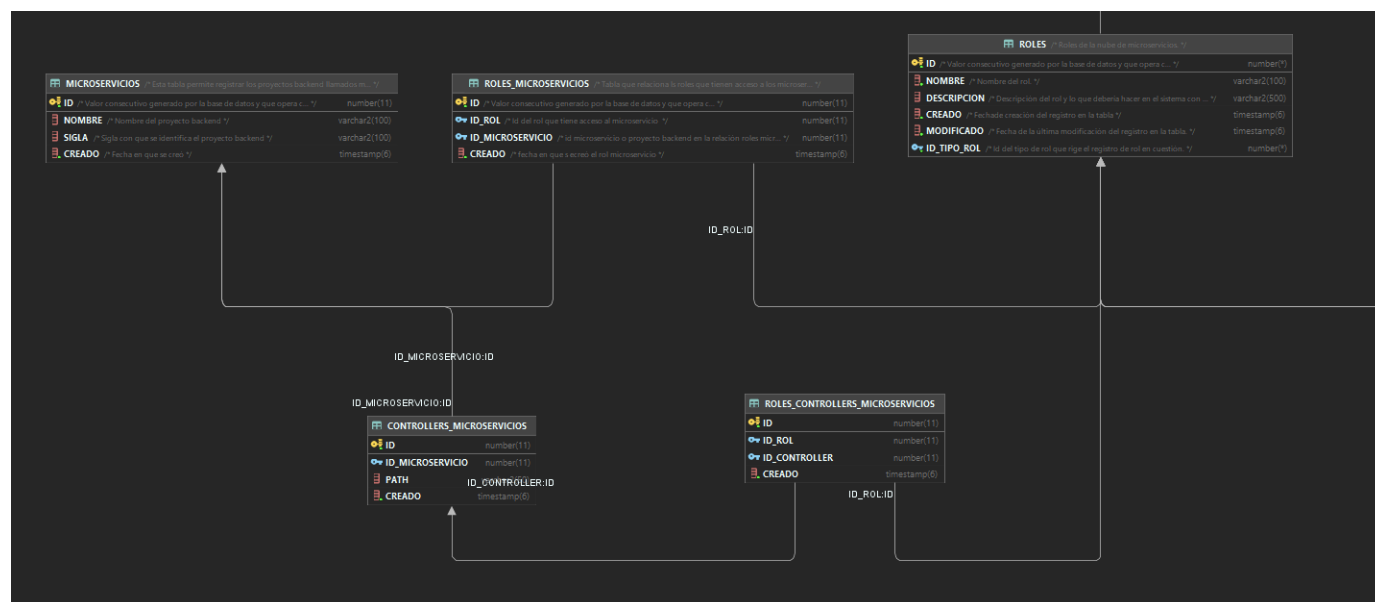 ROLES /* Roles de la nube de microservicios. */
ID /* Valor consecutivo generado por la base de datos y que opera c... */ number(*)
NOMBRE /* Nombre del rol. */ varchar2(100)
DESCRIPCION /* Descripción del rol y lo que debería hacer en el sistema con ... */ varchar2(500)
CREADO /* Fechade creación del registro en la tabla */ timestamp(6)
MODIFICADO /* Fecha de la última modificación del registro en la tabla. */ timestamp(6)
ID_TIPO_ROL /* Id del tipo de rol que rige el registro de rol en cuestión. */ number(*)
MICROSERVICIOS /* Esta tabla permite registrar los proyectos backend llamados m... */
ID /* Valor consecutivo generado por la base de datos y que opera c... */ number(11)
NOMBRE /* Nombre del proyecto backend */ varchar2(100)
SIGLA /* Sigla con que se identifica el proyecto backend */ varchar2(100)
CREADO /* Fecha en que se creo */ timestamp(6)
ROLES_MICROSERVICIOS /* Tabla que relaciona ls roles que tienen acceso a los microser... */
ID /* Valor consecutivo generado por la base de datos y que opera c... */ number(11)
ID_ROL /* Id del rol que tiene acceso al microservicio */ number(11)
ID_MICROSERVICIO /* id microservicio o proyecto backend en la relación roles micr... */ number(11)
CREADO /* fecha en que s ecreo el rol microservicio */ timestamp(6)
ID_ROL:ID
ID_MICROSERVICIO:ID
ID_MICROSERVICIO:ID
CONTROLLERS_MICROSERVICIOS
ID number(11)
ID_MICROSERVICIO number(11)
PATH
ID_CONTROLLER:ID
CREADO timestamp(6)
ROLES_CONTROLLERS_MICROSERVICIOS
ID number(11)
ID_ROL number(11)
ID_CONTROLLER number(11)
CREADO timestamp(6)
ID_ROL:ID